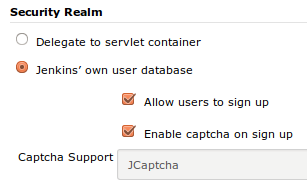 Security Realm
Delegate to servlet container
Jenkins' own user database
Allow users to sign up
Enable captcha on sign up
Captcha Support JCaptcha